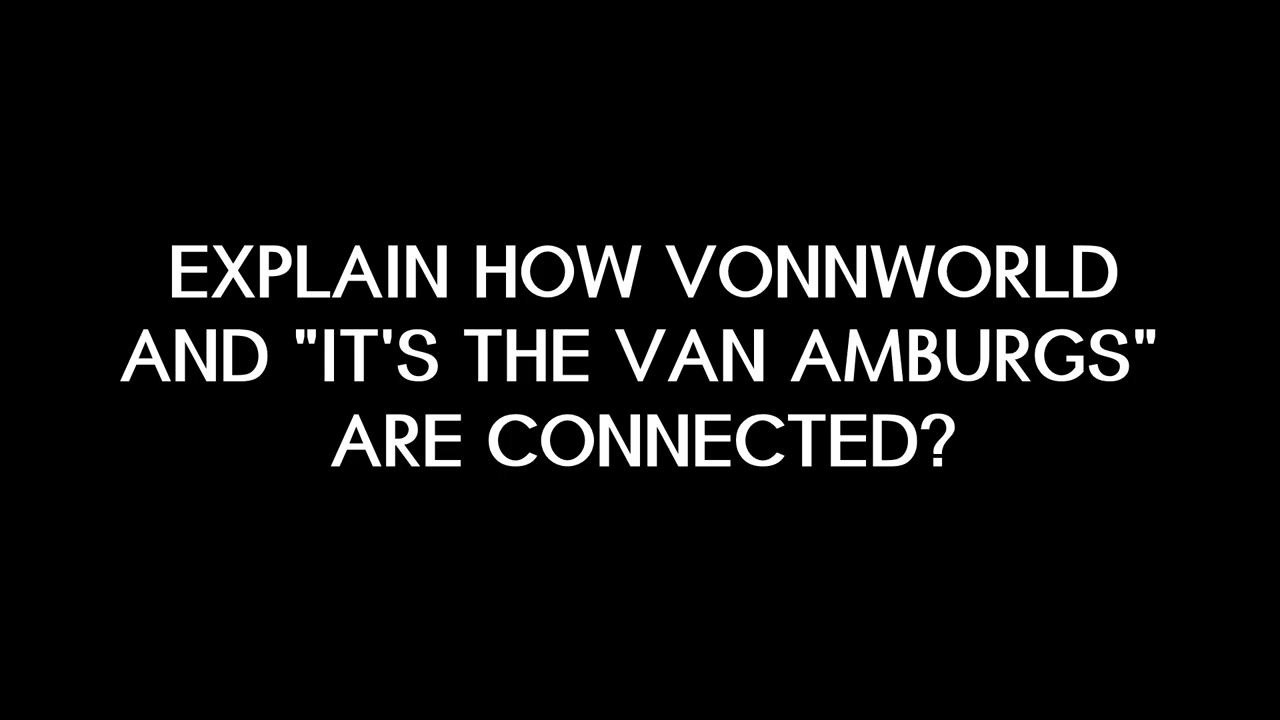 EXPLAIN HOW VONNWORLD
AND "IT'S THE VAN AMBURGS"
ARE CONNECTED?